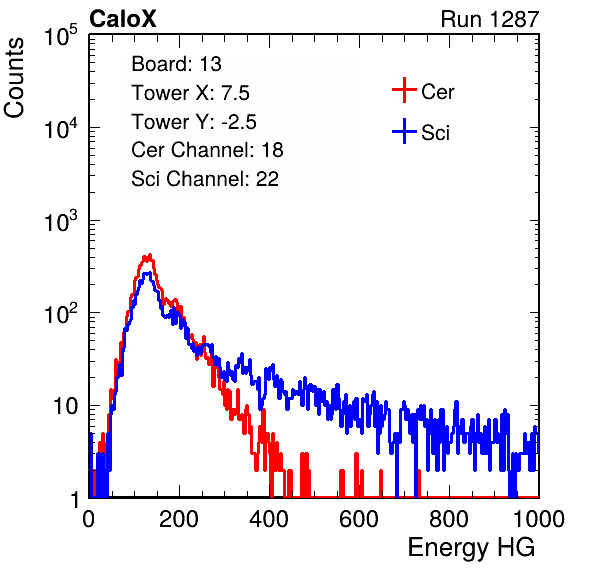 CaloX Run 1287
Counts
Board: 13
Tower X: 7.5
Tower Y: -2.5
Cer Channel: 18
Sci Channel: 22
Cer
Sci
10^5
10^4
10^3
10^2
10
1
0 200 400 600 800 1000
Energy HG